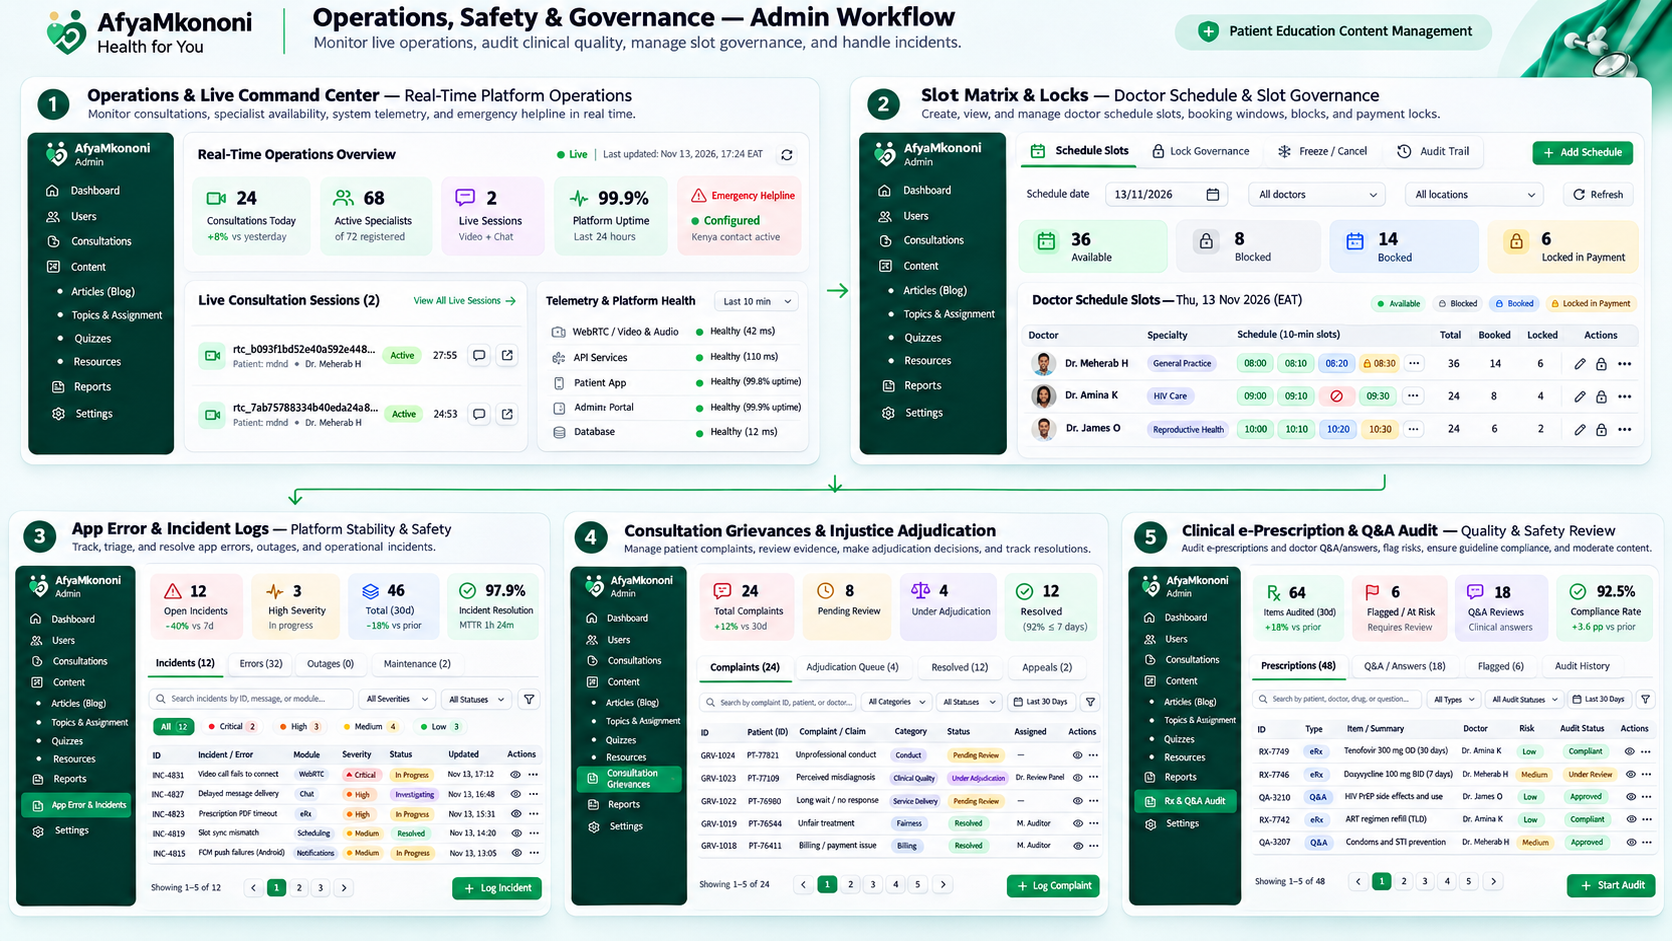 AfyaMkononi
Health for You
Operations, Safety & Governance — Admin Workflow
Monitor live operations, audit clinical quality, manage slot governance, and handle incidents.
Patient Education Content Management
1
Operations & Live Command Center — Real-Time Platform Operations
Monitor consultations, specialist availability, system telemetry, and emergency helpline in real time.
AfyaMkononi
Admin
Dashboard
Users
Consultations
Content
Articles (Blog)
Topics & Assignment
Quizzes
Resources
Reports
Settings
Real-Time Operations Overview
Live | Last updated: Nov 13, 2026, 17:24 EAT
24
Consultations Today
+8% vs yesterday
68
Active Specialists
of 72 registered
2
Live Sessions
Video + Chat
99.9%
Platform Uptime
Last 24 hours
Emergency Helpline
Configured
Kenya contact active
Live Consultation Sessions (2)
View All Live Sessions →
rtc_b093f1bd52e40a592e448...
Patient: mdnd • Dr. Meherab H
Active
27:55
rtc_7ab75788334b40eda24a8...
Patient: mdnd • Dr. Meherab H
Active
24:53
Telemetry & Platform Health
Last 10 min
WebRTC / Video & Audio Healthy (42 ms)
API Services Healthy (110 ms)
Patient App Healthy (99.8% uptime)
Admin: Portal Healthy (99.9% uptime)
Database Healthy (12 ms)
2
Slot Matrix & Locks — Doctor Schedule & Slot Governance
Create, view, and manage doctor schedule slots, booking windows, blocks, and payment locks.
AfyaMkononi
Admin
Dashboard
Users
Consultations
Content
Articles (Blog)
Topics & Assignment
Quizzes
Resources
Reports
Settings
Schedule Slots
Lock Governance
Freeze / Cancel
Audit Trail
+ Add Schedule
Schedule date
13/11/2026
All doctors
All locations
Refresh
36
Available
8
Blocked
14
Bocked
6
Locked in Payment
Doctor Schedule Slots — Thu, 13 Nov 2026 (EAT)
Available
Blocked
Booked
Locked in Payment
Doctor Specialty Schedule (10-min slots) Total Booked Locked Actions
Dr. Meherab H General Practice 08:00 08:10 08:20 08:30 ... 36 14 6
Dr. Amina K HIV Care 09:00 09:10 09:30 ... 24 8 4
Dr. James O Reproductive Health 10:00 10:10 10:20 10:30 ... 24 6 2
3
App Error & Incident Logs — Platform Stability & Safety
Track, triage, and resolve app errors, outages, and operational incidents.
AfyaMkononi
Admin
Dashboard
Users
Consultations
Content
Articles (Blog)
Topics & Assignment
Quizzes
Resources
Reports
App Error & Incidents
Settings
12
Open Incidents
-40% vs 7d
3
High Severity
In progress
46
Total (30d)
-18% vs prior
97.9%
Incident Resolution
MTTR 1h 24m
Incidents (12)
Errors (32)
Outages (0)
Maintenance (2)
Search incidents by ID, message, or module...
All Severities
All Statuses
All 12
Critical 2
High 3
Medium 4
Low 3
ID Incident / Error Module Severity Status Updated Actions
INC-4831 Video call fails to connect WebRTC Critical In Progress Nov 13, 17:12
INC-4827 Delayed message delivery Chat High Investigating Nov 13, 16:48
INC-4823 Prescription PDF timeout eRx High In Progress Nov 13, 15:31
INC-4819 Slot sync mismatch Scheduling Medium Resolved Nov 13, 14:20
INC-4815 FCM push failures (Android) Notifications Medium In Progress Nov 13, 13:05
Showing 1–5 of 12
1 2 3
+ Log Incident
4
Consultation Grievances & Injustice Adjudication
Manage patient complaints, review evidence, make adjudication decisions, and track resolutions.
AfyaMkononi
Admin
Dashboard
Users
Consultations
Content
Articles (Blog)
Topics & Assignment
Quizzes
Resources
Consultation
Grievances
Reports
Settings
24
Total Complaints
+12% vs 30d
8
Pending Review
4
Under Adjudication
12
Resolved
(92% ≤ 7 days)
Complaints (24)
Adjudication Queue (4)
Resolved (12)
Appeals (2)
Search by complaint ID, patient, or doctor...
All Categories
All Statuses
Last 30 Days
ID Patient (ID) Complaint / Claim Category Status Assigned Actions
GRV-1024 PT-77821 Unprofessional conduct Conduct Pending Review —
GRV-1023 PT-77109 Perceived misdiagnosis Clinical Quality Under Adjudication Dr. Review Panel
GRV-1022 PT-76980 Long wait / no response Service Delivery Pending Review —
GRV-1019 PT-76544 Unfair treatment Fairness Resolved M. Auditor
GRV-1018 PT-76411 Billing / payment issue Billing Resolved M. Auditor
Showing 1–5 of 24
1 2 3 4 5
+ Log Complaint
5
Clinical e-Prescription & Q&A Audit — Quality & Safety Review
Audit e-prescriptions and doctor Q&A/answers, flag risks, ensure guideline compliance, and moderate content.
AfyaMkononi
Admin
Dashboard
Users
Consultations
Content
Articles (Blog)
Topics & Assignment
Quizzes
Resources
Reports
Rx & Q&A Audit
Settings
64
Items Audited (30d)
+18% vs prior
6
Flagged / At Risk
Requires Review
18
Q&A Reviews
Clinical answers
92.5%
Compliance Rate
+3.6 pp vs prior
Prescriptions (48)
Q&A / Answers (18)
Flagged (6)
Audit History
Search by patient, doctor, drug, or question...
All Types
All Audit Statuses
Last 30 Days
ID Type Item / Summary Doctor Risk Audit Status Actions
RX-7749 eRx Tenofovir 300 mg OD (30 days) Dr. Amina K Low Compliant
RX-7746 eRx Doxyvycline 100 mg BID (7 days) Dr. Meherab H Medium Under Review
QA-3210 Q&A HIV PrEP side effects and use Dr. James O Low Approved
RX-7742 eRx ART regimen refill (TLD) Dr. Amina K Low Compliant
QA-3207 Q&A Condoms and STI prevention Dr. Meherab H Medium Approved
Showing 1–5 of 48
1 2 3 4 5
+ Start Audit